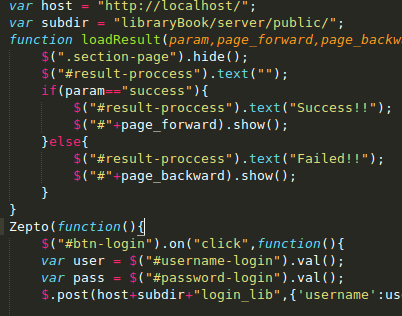 var host = "http://localhost/";
var subdir = "libraryBook/server/public/";
function loadResult(param,page_forward,page_backw
$(".section-page").hide();
$("#result-proccess").text("");
if(param=="success"){
$("#result-proccess").text("Success!!");
$("#"+page_forward).show();
}else{
$("#result-proccess").text("Failed!!");
$("#"+page_backward).show();
}
}
Zepto(function(){
$("#btn-login").on("click",function(){
var user = $("#username-login").val();
var pass = $("#password-login").val();
$.post(host+subdir+"login_lib",{'username':us